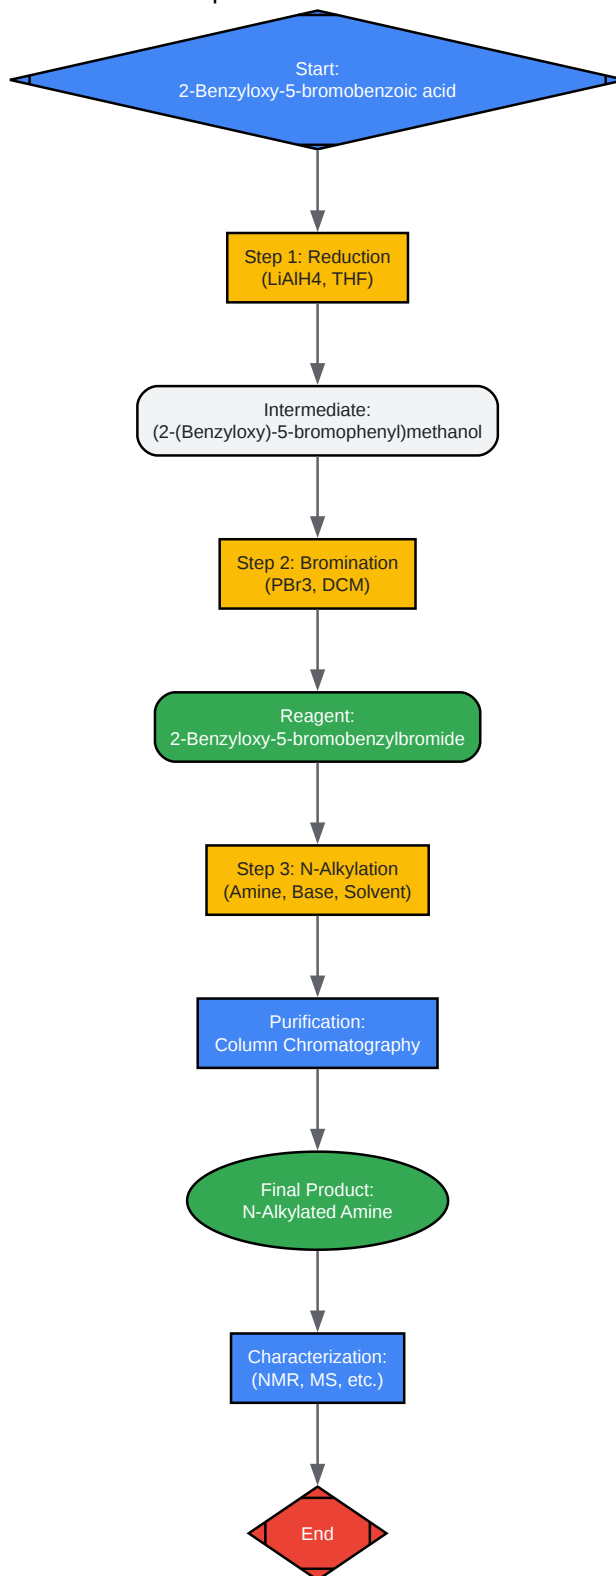 Start:
2-Benzyloxy-5-bromobenzoic acid
Step 1: Reduction
(LiAlH4, THF)
Intermediate:
(2-(Benzyloxy)-5-bromophenyl)methanol
Step 2: Bromination
(PBr3, DCM)
Reagent:
2-Benzyloxy-5-bromobenzylbromide
Step 3: N-Alkylation
(Amine, Base, Solvent)
Purification:
Column Chromatography
Final Product:
N-Alkylated Amine
Characterization:
(NMR, MS, etc.)
End